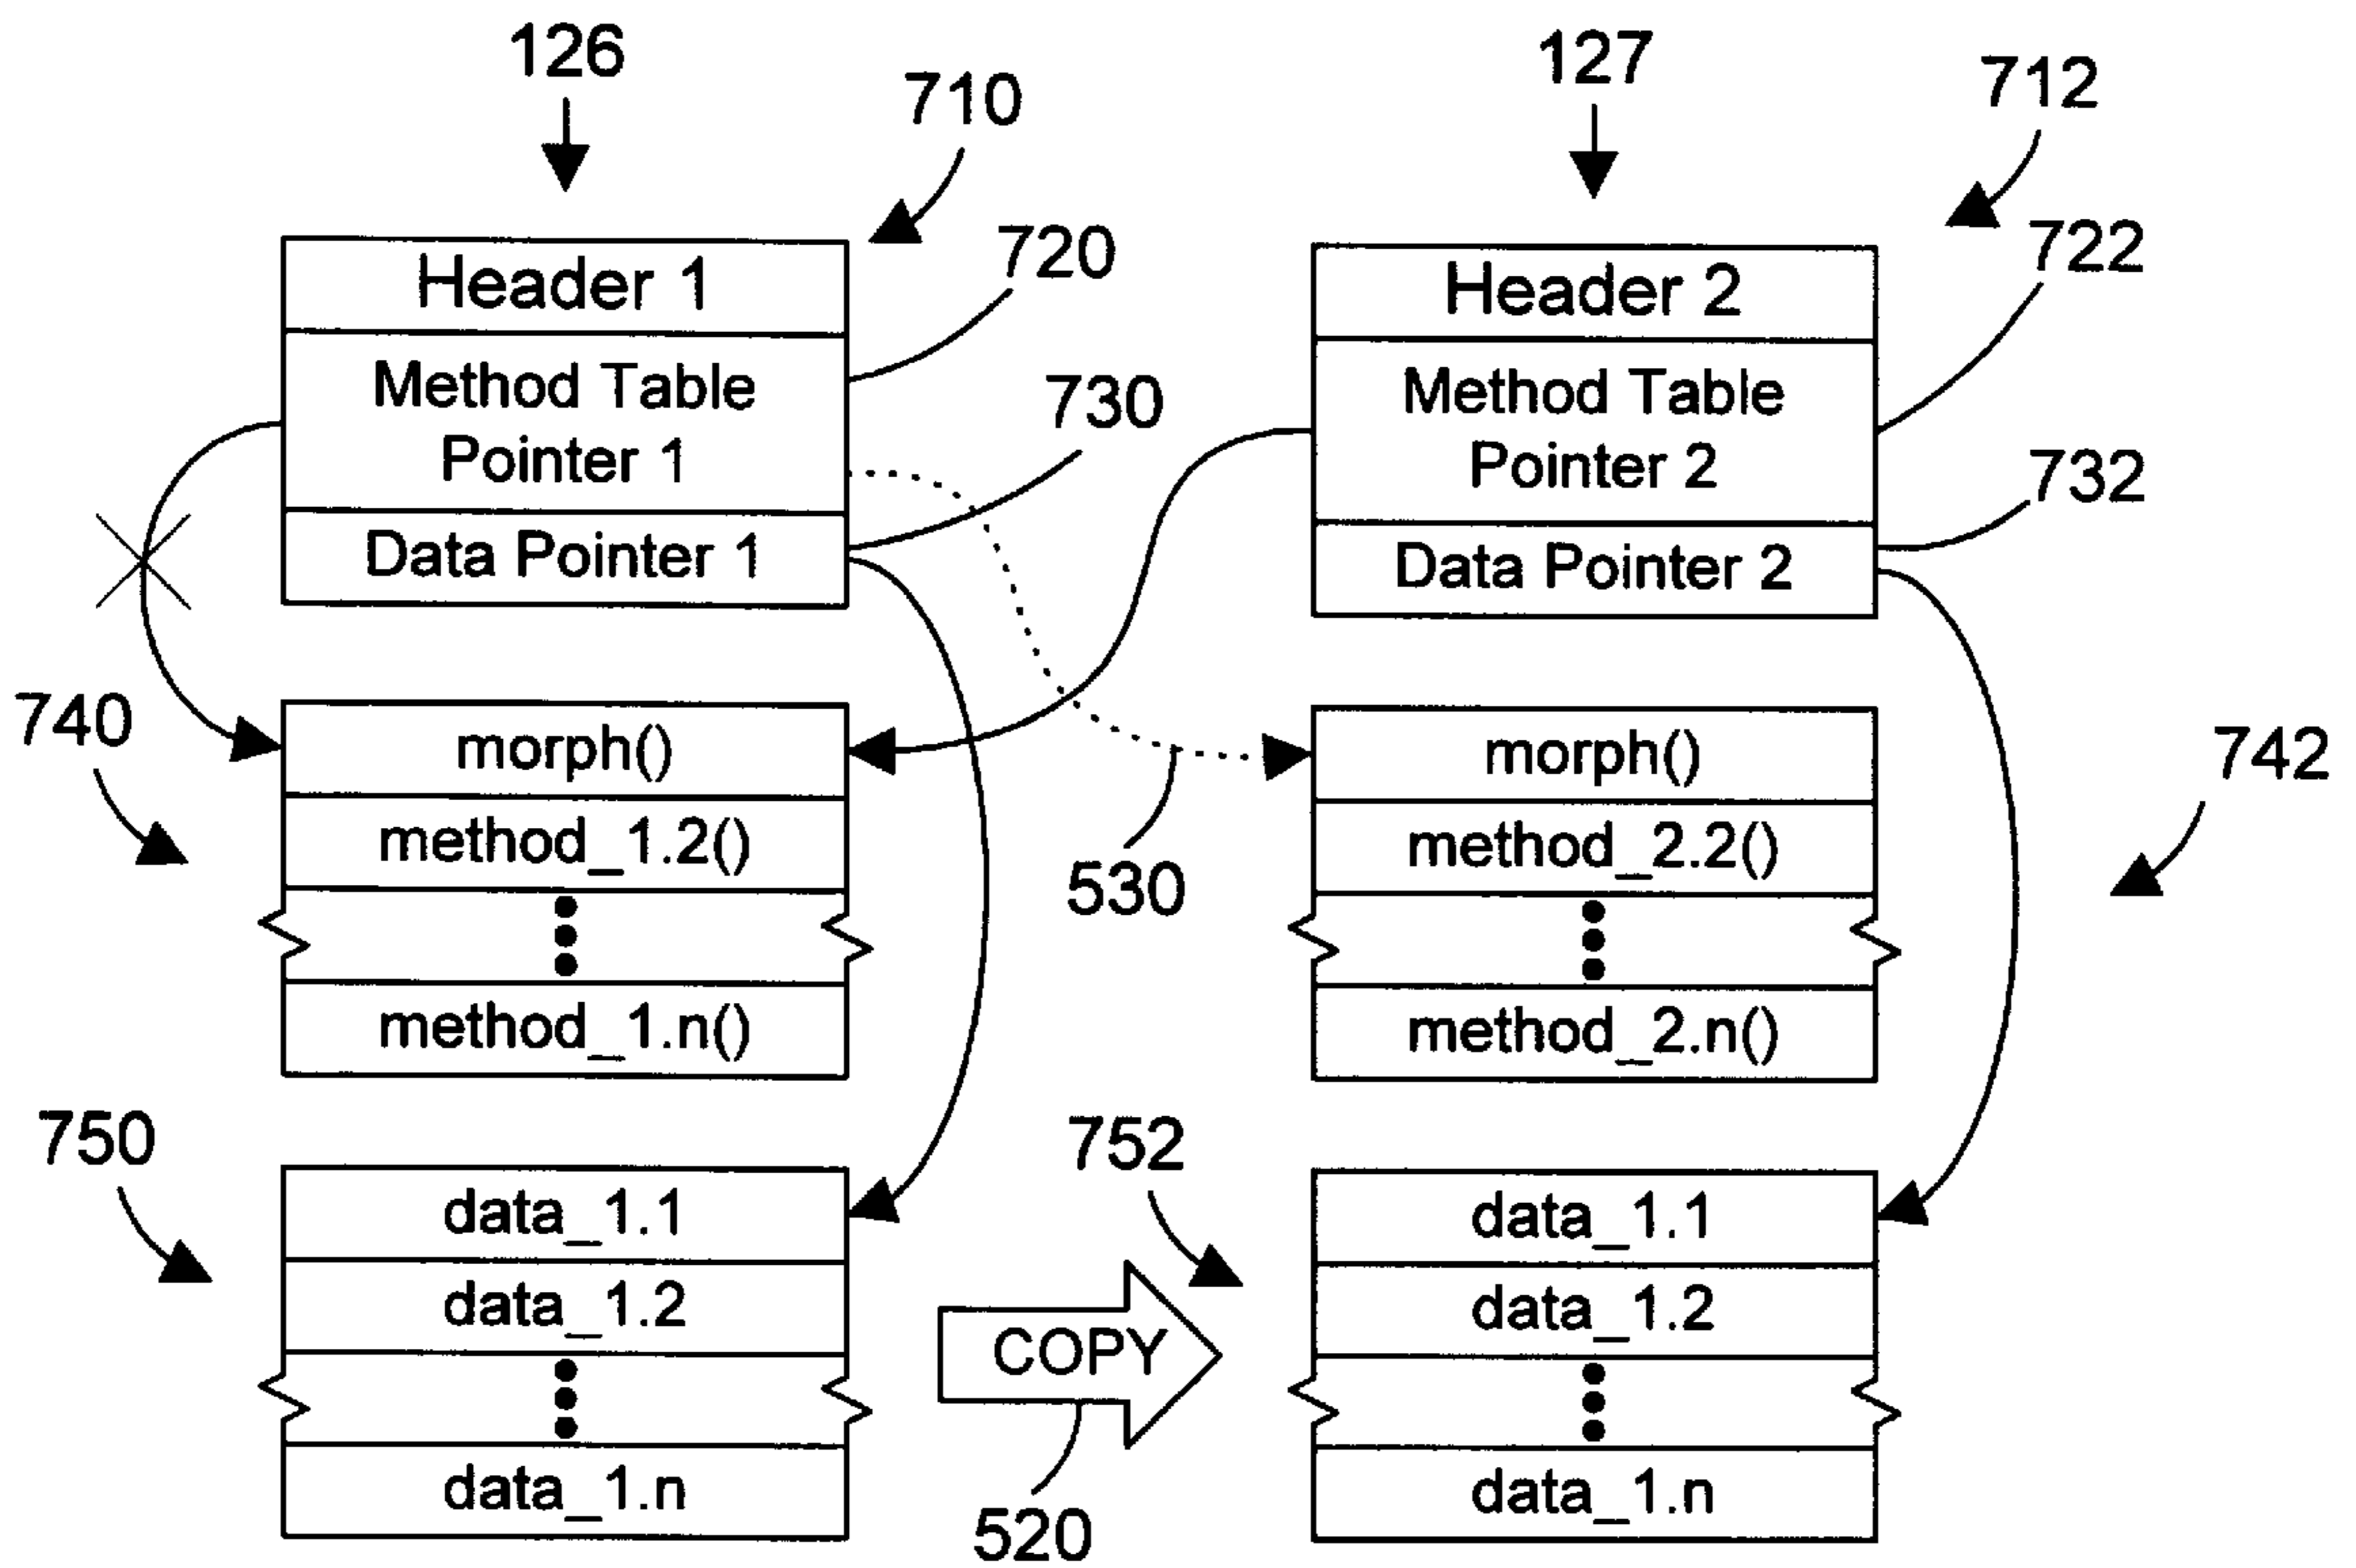 126
127
710
712
720
722
Header 1
Header 2
Method Table
Pointer 1
Method Table
Pointer 2
730
732
Data Pointer 1
Data Pointer 2
740
742
morph()
morph()
method_1.2()
method_2.2()
530
method_1.n()
method_2.n()
750
752
data_1.1
data_1.1
data_1.2
data_1.2
COPY
data_1.n
data_1.n
520